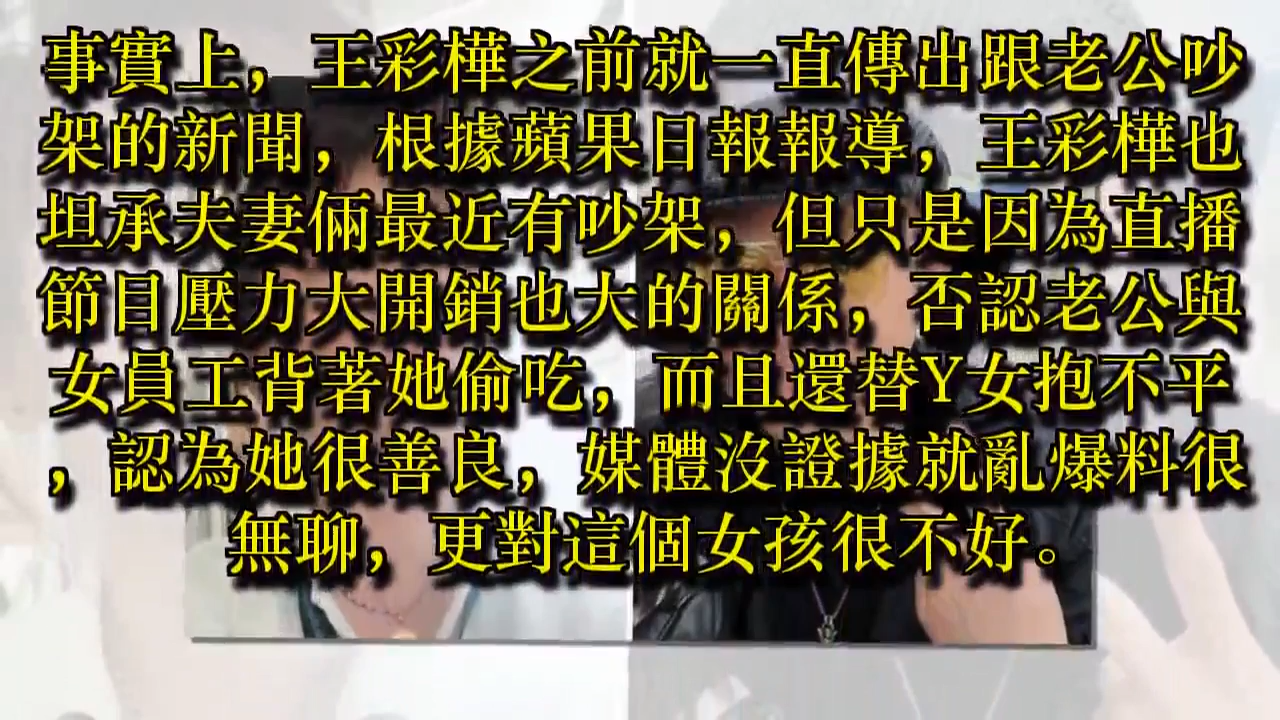 事實上，王彩樺之前就一直傳出跟老公吵
架的新聞，根據蘋果日報報導，王彩樺也
坦承夫妻倆最近有吵架，但只是因為直播
節目壓力大開銷也大的關係，否認老公與
女員工背著她偷吃，而且還替Y女抱不平
，認為她很善良，媒體沒證據就亂爆料很
無聊，更對這個女孩很不好。